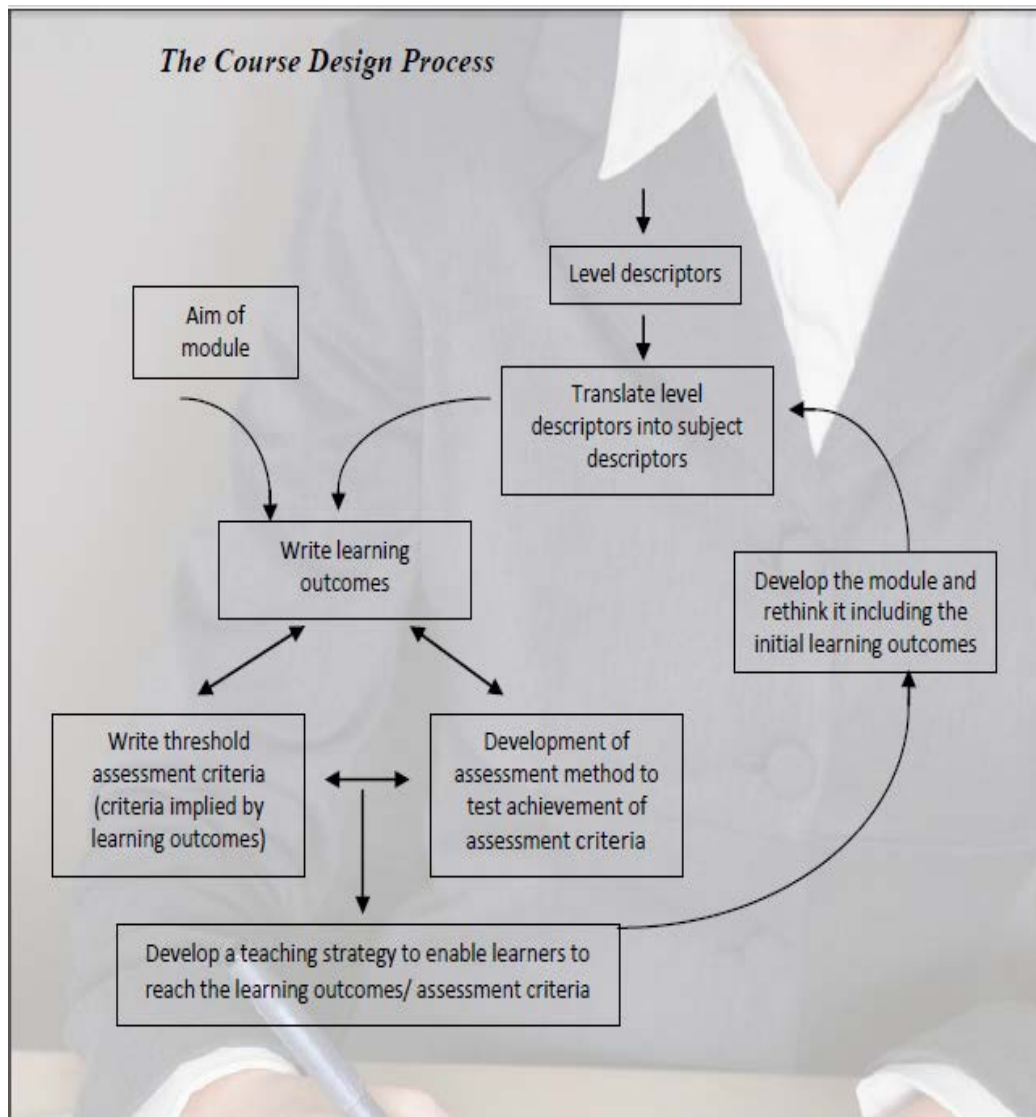 The Course Design Process
Level descriptors
Aim of
module
Translate level
descriptors into subject
descriptors
Write learning
outcomes
Develop the module and
rethink it including the
initial learning outcomes
Write threshold
assessment criteria
(criteria implied by
learning outcomes)
Development of
assessment method to
test achievement of
assessment criteria
Develop a teaching strategy to enable learners to
reach the learning outcomes/ assessment criteria